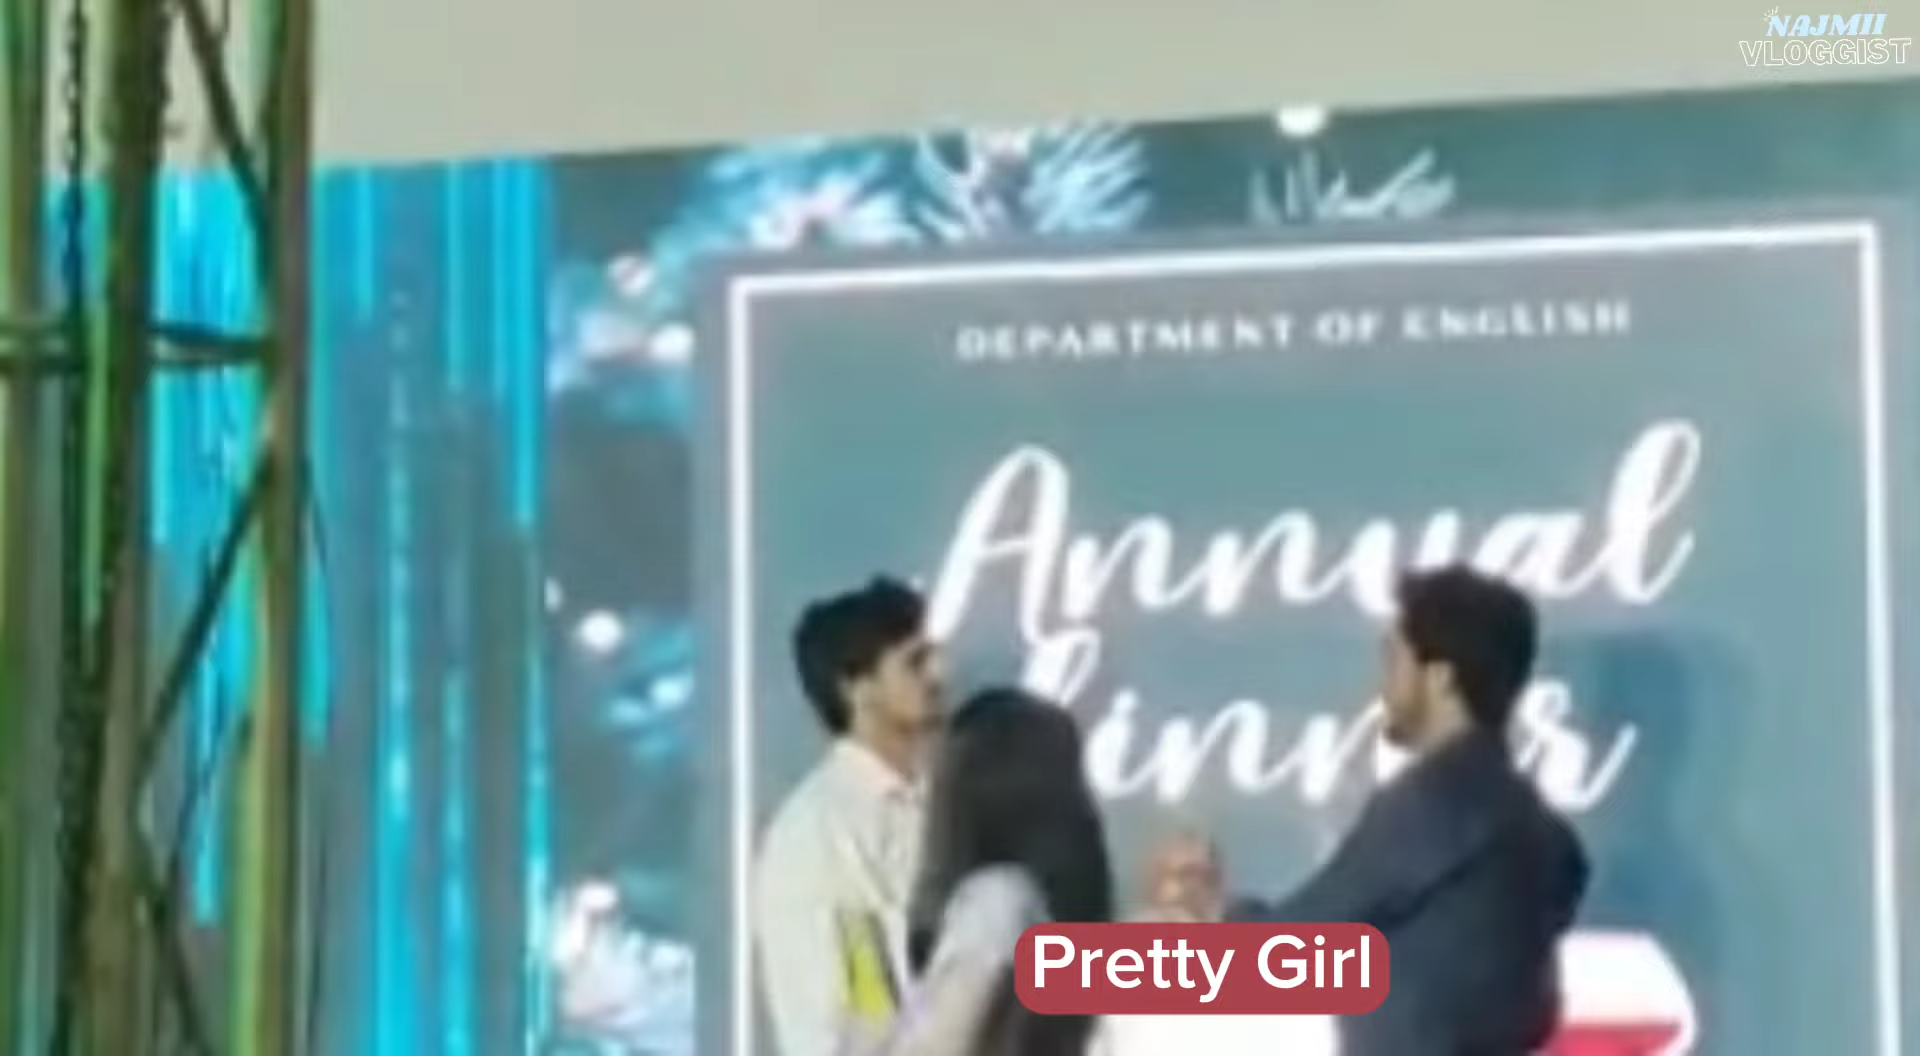 NAJMII
VLOGGIST
DEPARTMENT OF ENGLISH
Annual
Pretty Girl